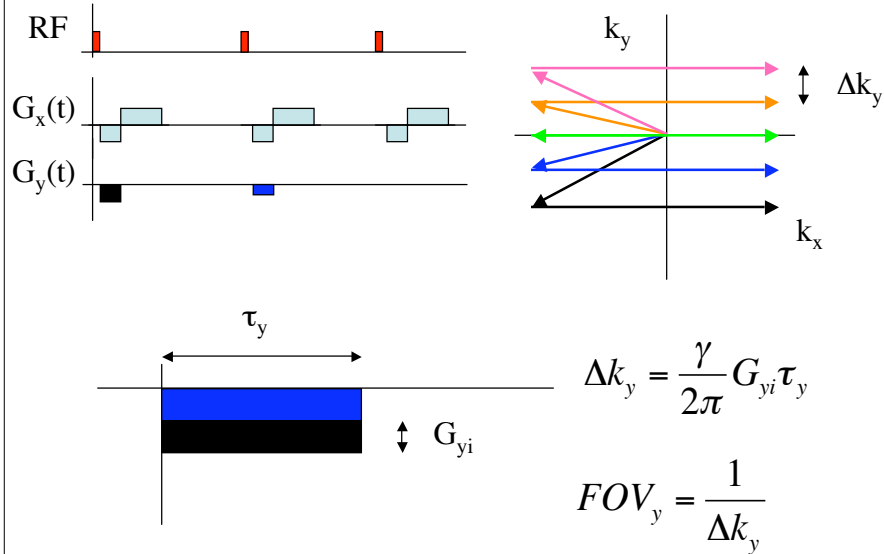 RF
G_x(t)
G_y(t)
k_y
Δk_y
k_x
τ_y
G_yi
Δk_y = γ/2π G_yi τ_y
FOV_y = 1/Δk_y